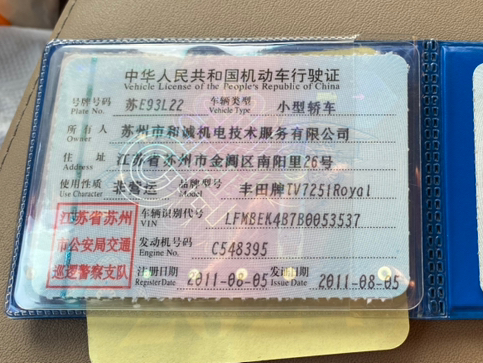 中华人民共和国机动车行驶证
Vehicle License of the People's Republic of China
号牌号码 苏E93L22 车辆类型 小型轿车
Plate No. Vehicle Type
所有人 苏州市和诚机电技术服务有限公司
Owner
住址 江苏省苏州市金阊区南阳里26号
Address
使用性质 非营运 品牌型号 丰田牌TV7251Royal
Use Character Model
江苏省苏州 车辆识别代号 LFMBEK4B7B0053537
VIN
市公安局交通 发动机号码 C548395
Engine No.
巡逻警察支队 注册日期 2011-08-05 发证日期 2011-08-05
Register Date Issue Date